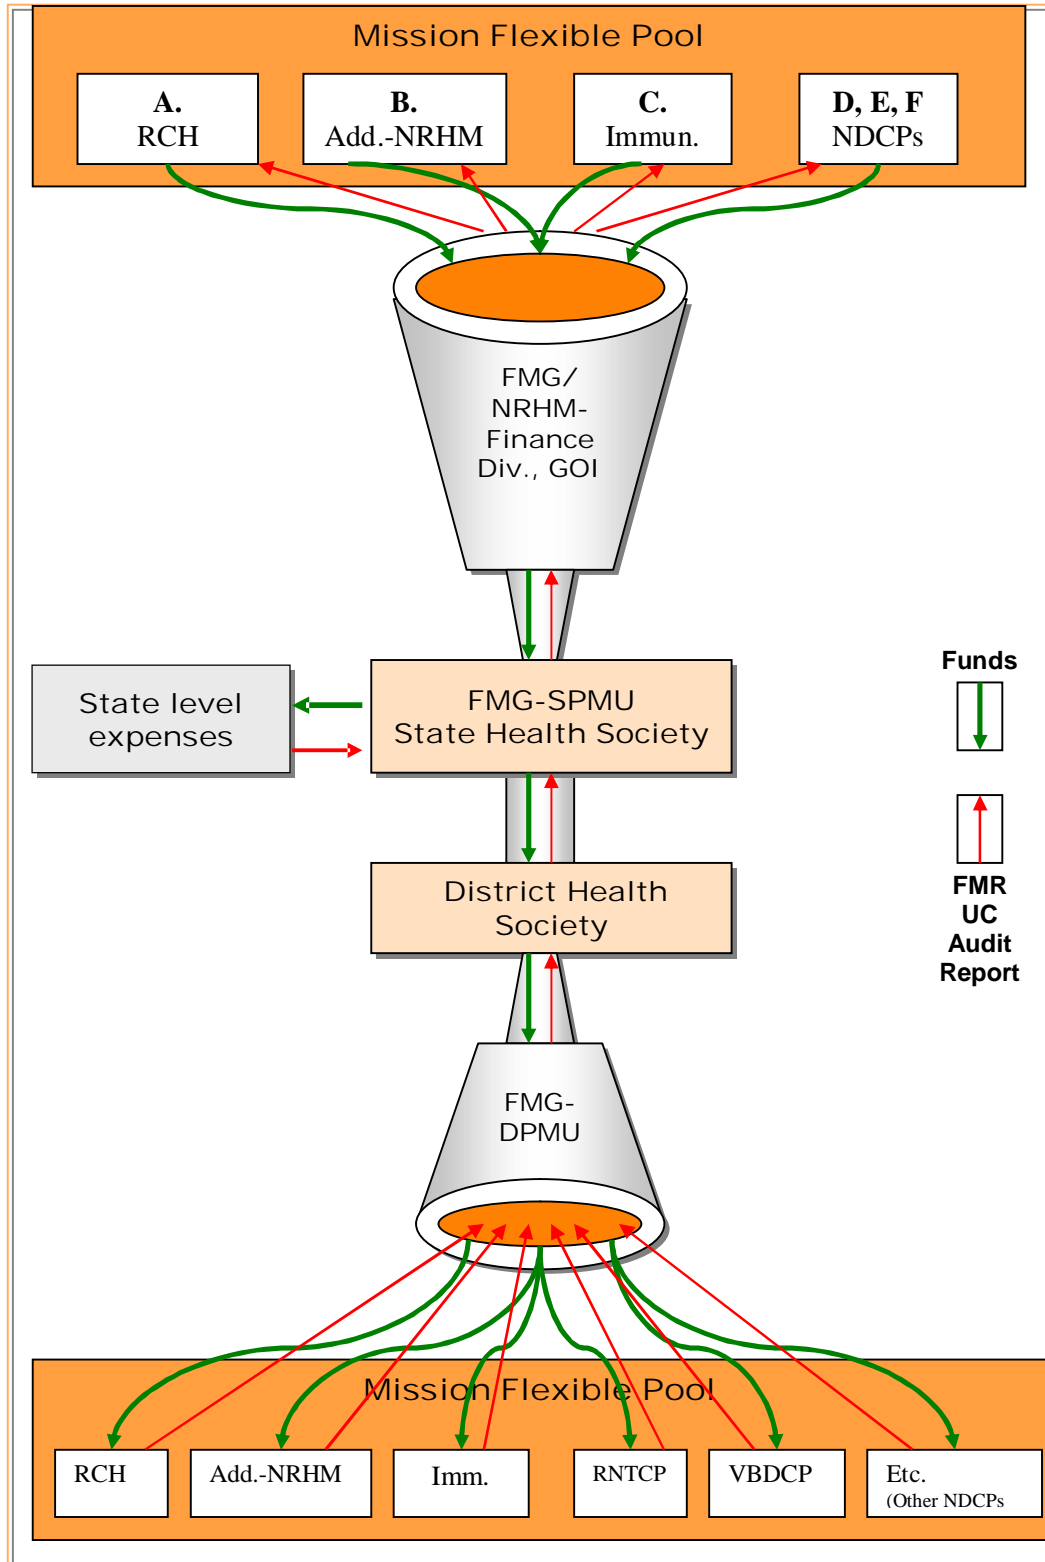 Mission Flexible Pool
A.
RCH
B.
Add.-NRHM
C.
Immun.
D, E, F
NDCPs
FMG/
NRHM-
Finance
Div., GOI
State level
expenses
FMG-SPMU
State Health Society
Funds
FMR
UC
Audit
Report
District Health
Society
FMG-
DPMU
Mission Flexible Pool
RCH
Add.-NRHM
Imm.
RNTCP
VBDCP
Etc.
(Other NDCPs